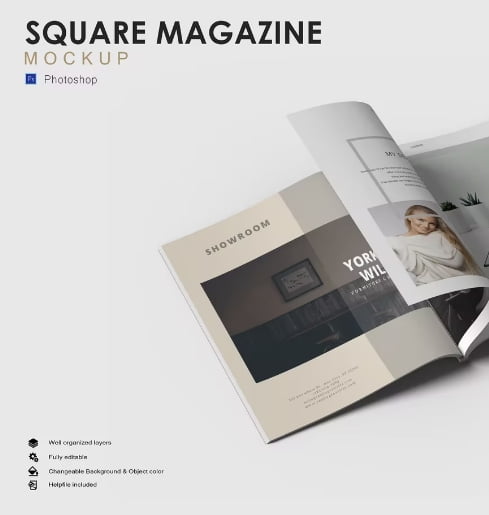 SQUARE MAGAZINE
MOCKUP
Ps Photoshop
SHOWROOM
YORK
WIL
Well organized layers
Fully editable
Changeable Background & Object color
Helpfile included